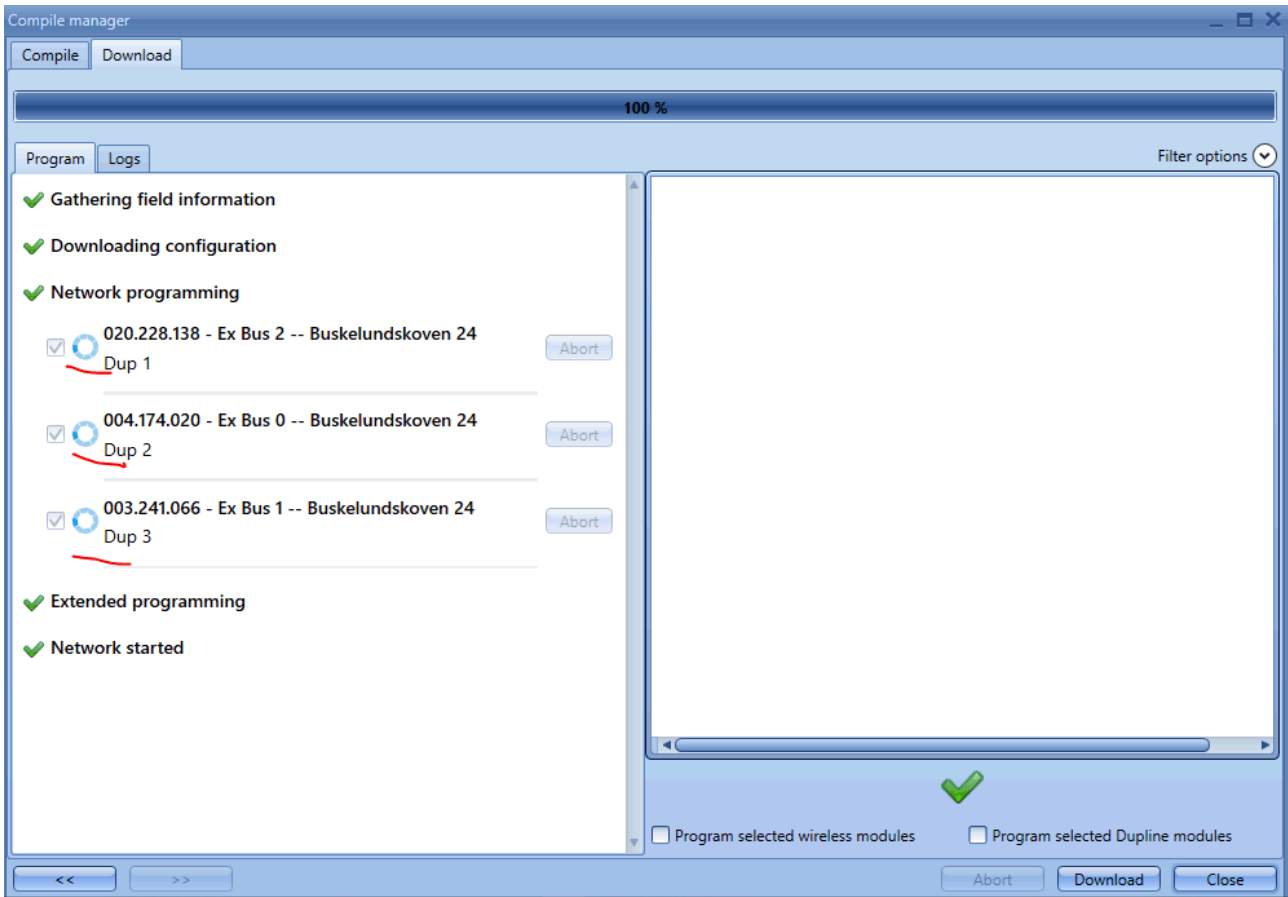 Compile manager
Compile Download
100 %
Program Logs Filter options
Gathering field information
Downloading configuration
Network programming
020.228.138 - Ex Bus 2 -- Buskelundskoven 24
Dup 1
Abort
004.174.020 - Ex Bus 0 -- Buskelundskoven 24
Dup 2
Abort
003.241.066 - Ex Bus 1 -- Buskelundskoven 24
Dup 3
Abort
Extended programming
Network started
Program selected wireless modules Program selected Dupline modules
<< >> Abort Download Close